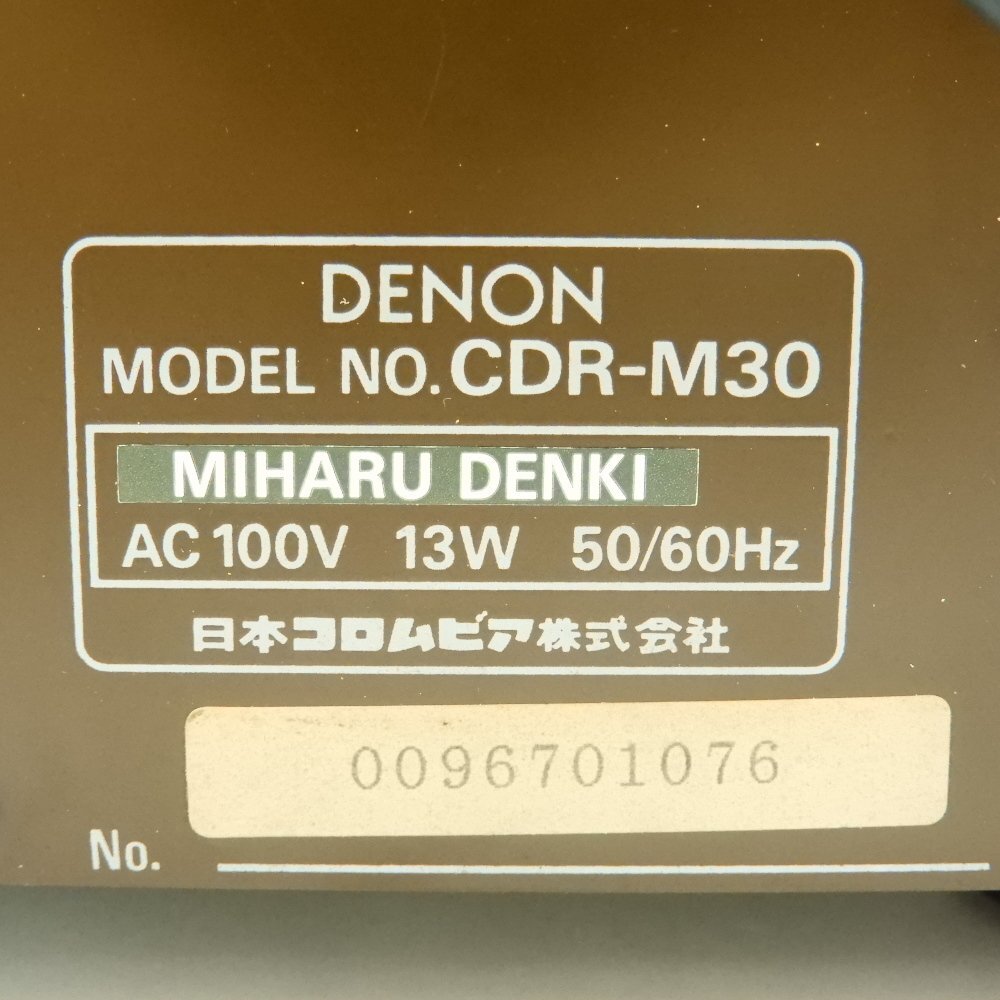 DENON
MODEL NO. CDR-M30
MIHARU DENKI
AC 100V 13W 50/60Hz
日本コロムビア株式会社
0096701076
No.